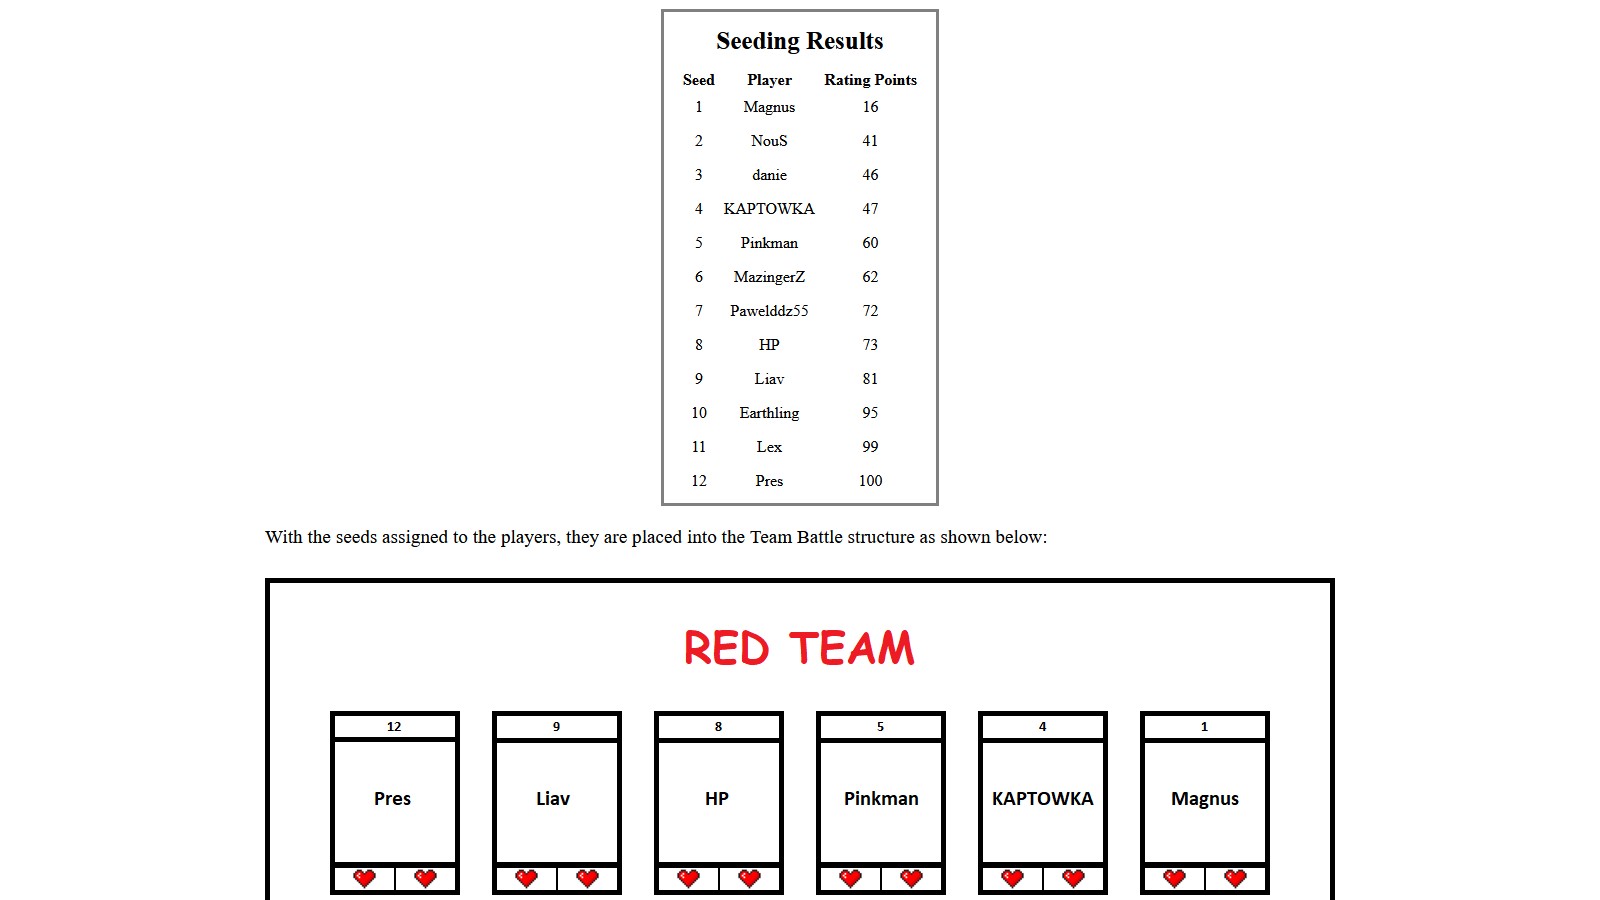 Seeding Results
Seed Player Rating Points
1 Magnus 16
2 NouS 41
3 danie 46
4 KAPTOWKA 47
5 Pinkman 60
6 MazingerZ 62
7 Pawelddz55 72
8 HP 73
9 Liav 81
10 Earthling 95
11 Lex 99
12 Pres 100
With the seeds assigned to the players, they are placed into the Team Battle structure as shown below:
RED TEAM
12 9 8 5 4 1
Pres Liav HP Pinkman KAPTOWKA Magnus